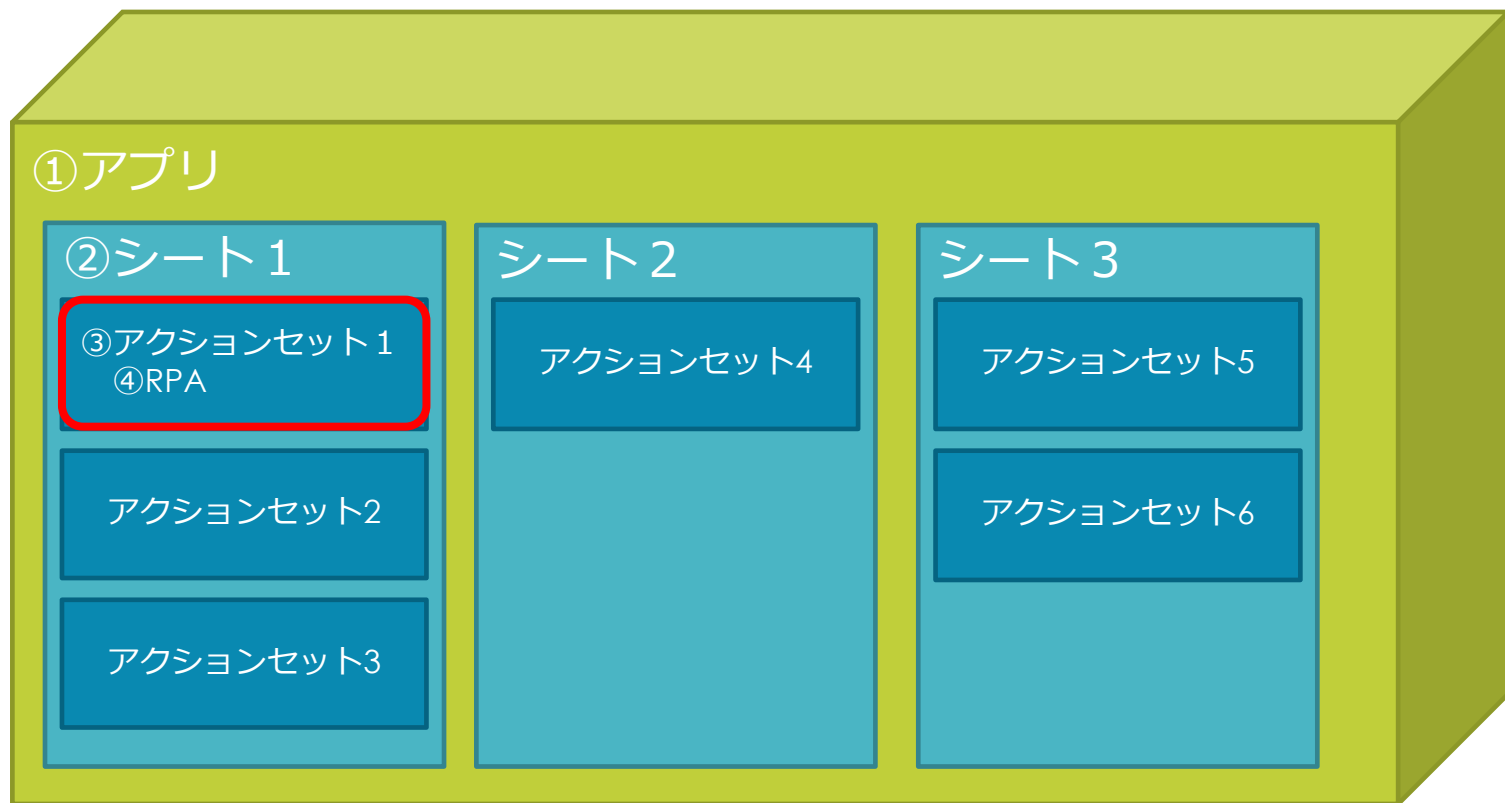 ①アプリ
②シート１
③アクションセット１
④RPA
アクションセット2
アクションセット3
シート２
アクションセット4
シート３
アクションセット5
アクションセット6